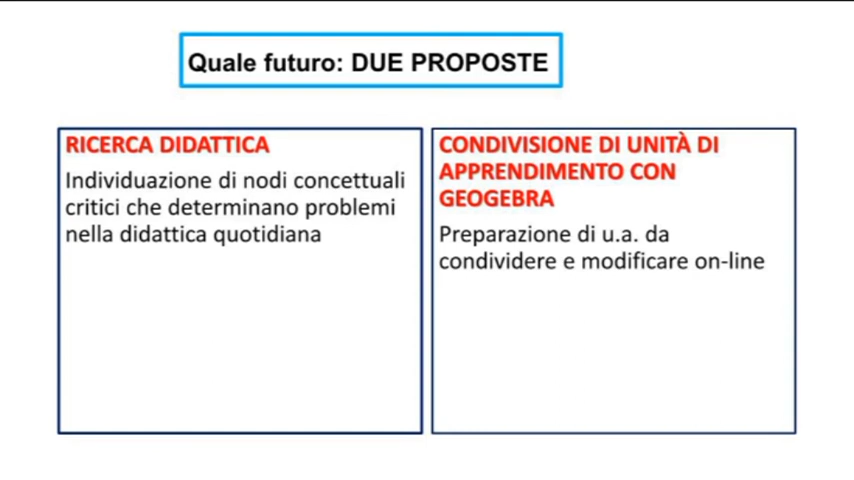 Quale futuro: DUE PROPOSTE
RICERCA DIDATTICA
Individuazione di nodi concettuali
critici che determinano problemi
nella didattica quotidiana
CONDIVISIONE DI UNITÀ DI
APPRENDIMENTO CON
GEOGEBRA
Preparazione di u.a. da
condividere e modificare on-line